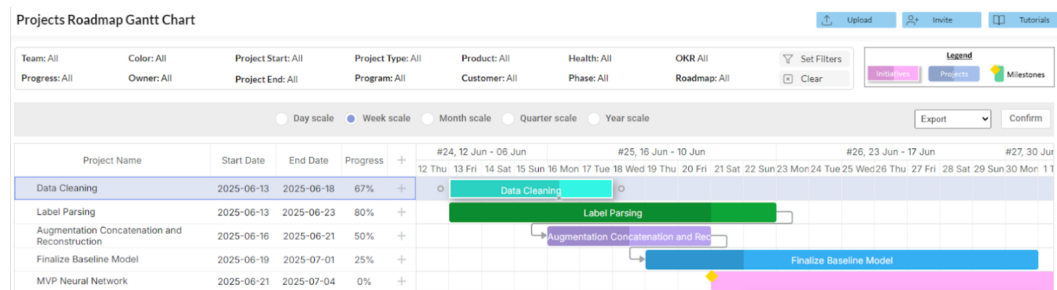 Projects Roadmap Gantt Chart
Upload
Invite
Tutorials
Team: All Color: All Project Start: All Project Type: All Product: All Health: All OKR All Set Filters
Progress: All Owner: All Project End: All Program: All Customer: All Phase: All Roadmap: All Clear
Legend
Initiatives Projects Milestones
Day scale Week scale Month scale Quarter scale Year scale
Export Confirm
Project Name Start Date End Date Progress +
#24, 12 Jun - 06 Jun #25, 16 Jun - 10 Jun #26, 23 Jun - 17 Jun #27, 30 Jun
12 Thu 13 Fri 14 Sat 15 Sun 16 Mon 17 Tue 18 Wed 19 Thu 20 Fri 21 Sat 22 Sun 23 Mon 24 Tue 25 Wed 26 Thu 27 Fri 28 Sat 29 Sun 30 Mon 1
Data Cleaning 2025-06-13 2025-06-18 67% + Data Cleaning
Label Parsing 2025-06-13 2025-06-23 80% + Label Parsing
Augmentation Concatenation and
Reconstruction 2025-06-16 2025-06-21 50% + Augmentation Concatenation and Rec
Finalize Baseline Model 2025-06-19 2025-07-01 25% + Finalize Baseline Model
MVP Neural Network 2025-06-21 2025-07-04 0% +